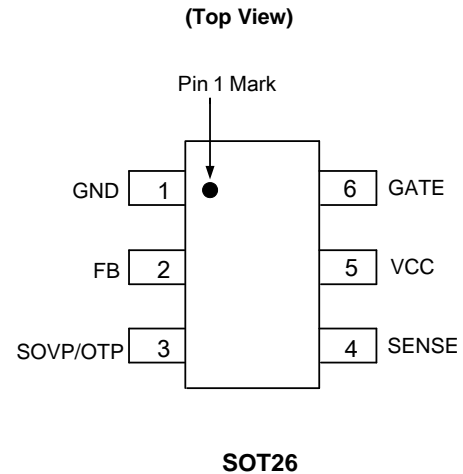 (Top View)
Pin 1 Mark
GND 1 6 GATE
FB 2 5 VCC
SOVP/OTP 3 4 SENSE
SOT26